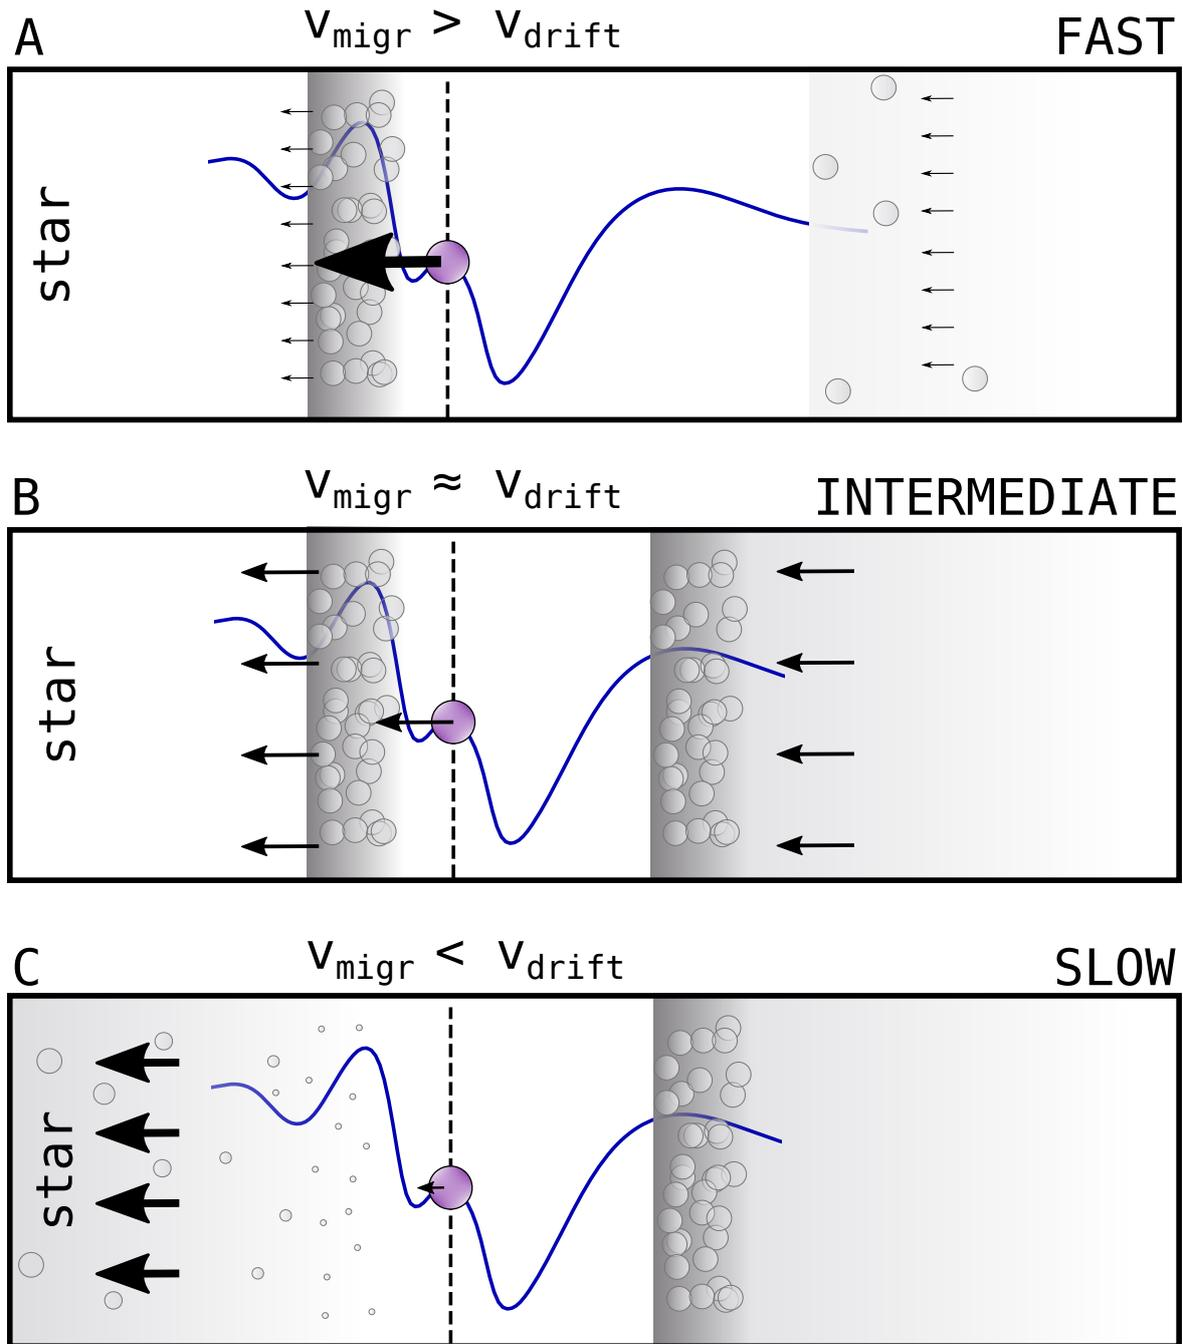 A v_migr > v_drift FAST
star
B v_migr ≈ v_drift INTERMEDIATE
star
C v_migr < v_drift SLOW
star